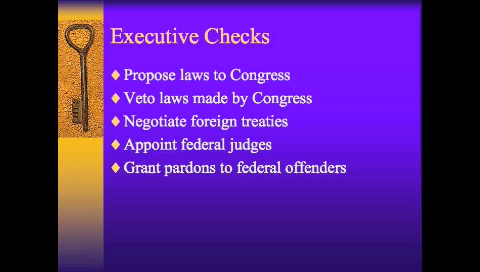 Executive Checks
Propose laws to Congress
Veto laws made by Congress
Negotiate foreign treaties
Appoint federal judges
Grant pardons to federal offenders